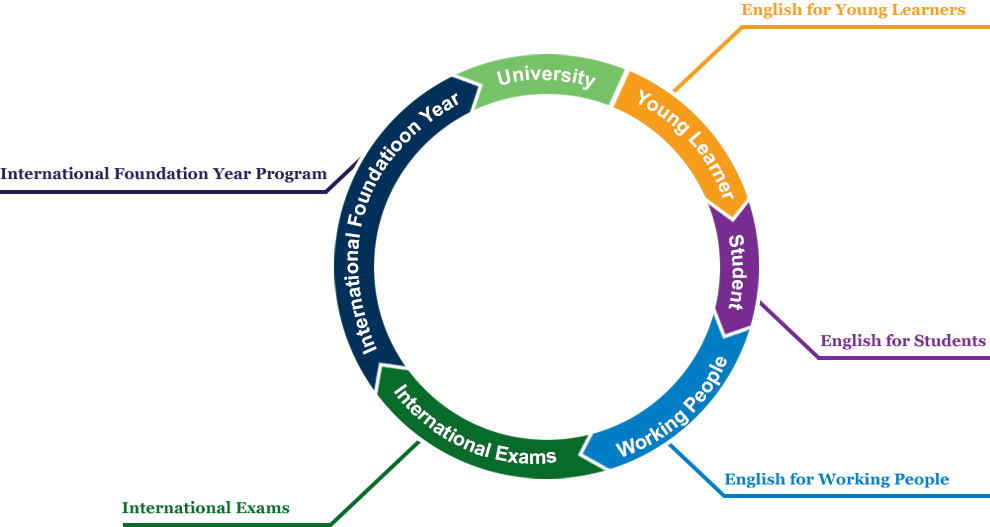 English for Young Learners
University
Young Learner
International Foundatioon Year
International Foundation Year Program
Student
English for Students
Working People
International Exams
English for Working People
International Exams